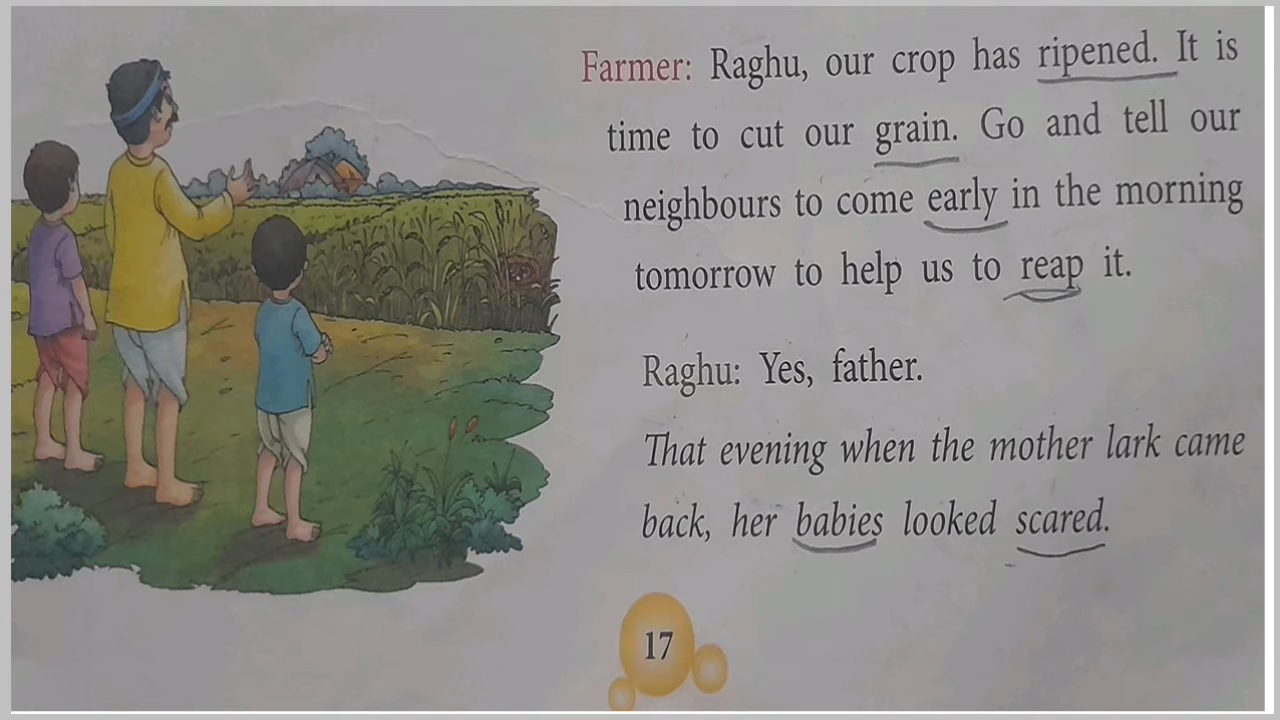 Farmer: Raghu, our crop has ripened. It is
time to cut our grain. Go and tell our
neighbours to come early in the morning
tomorrow to help us to reap it.
Raghu: Yes, father.
That evening when the mother lark came
back, her babies looked scared.
17